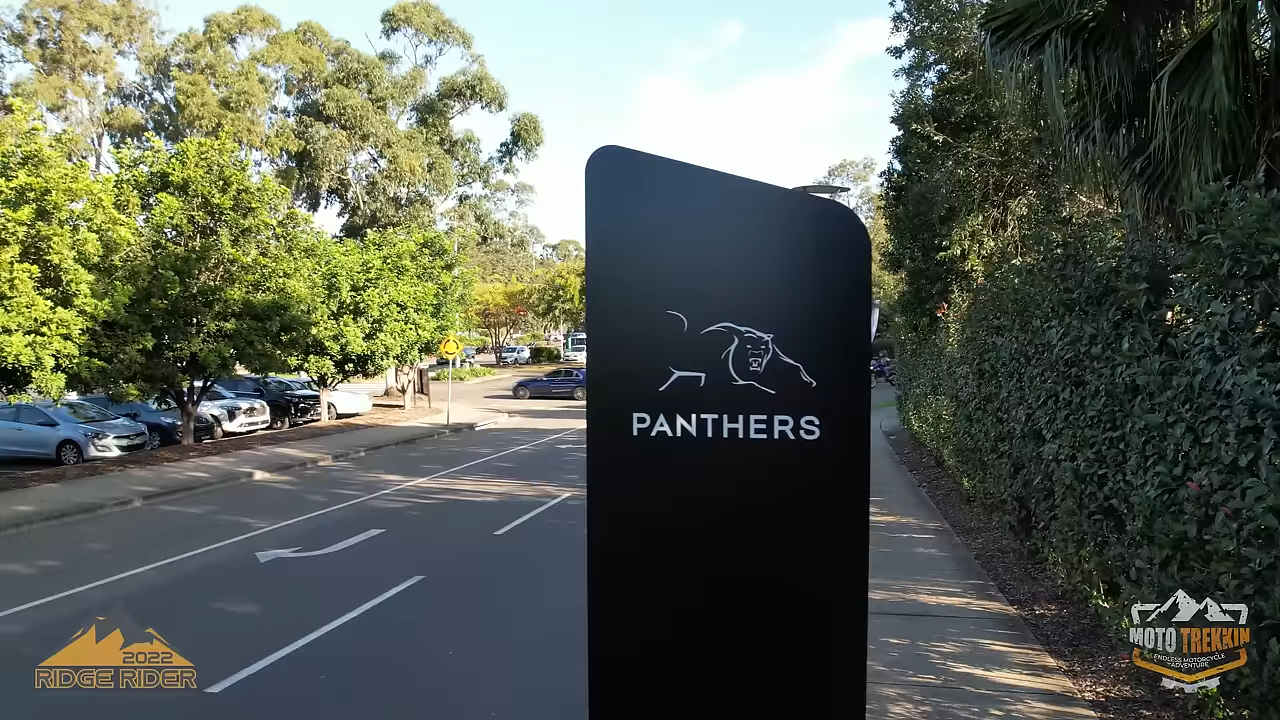 PANTHERS
2022
RIDGE RIDER
MOTO TREKKIN
ENDLESS MOTORCYCLE
ADVENTURE